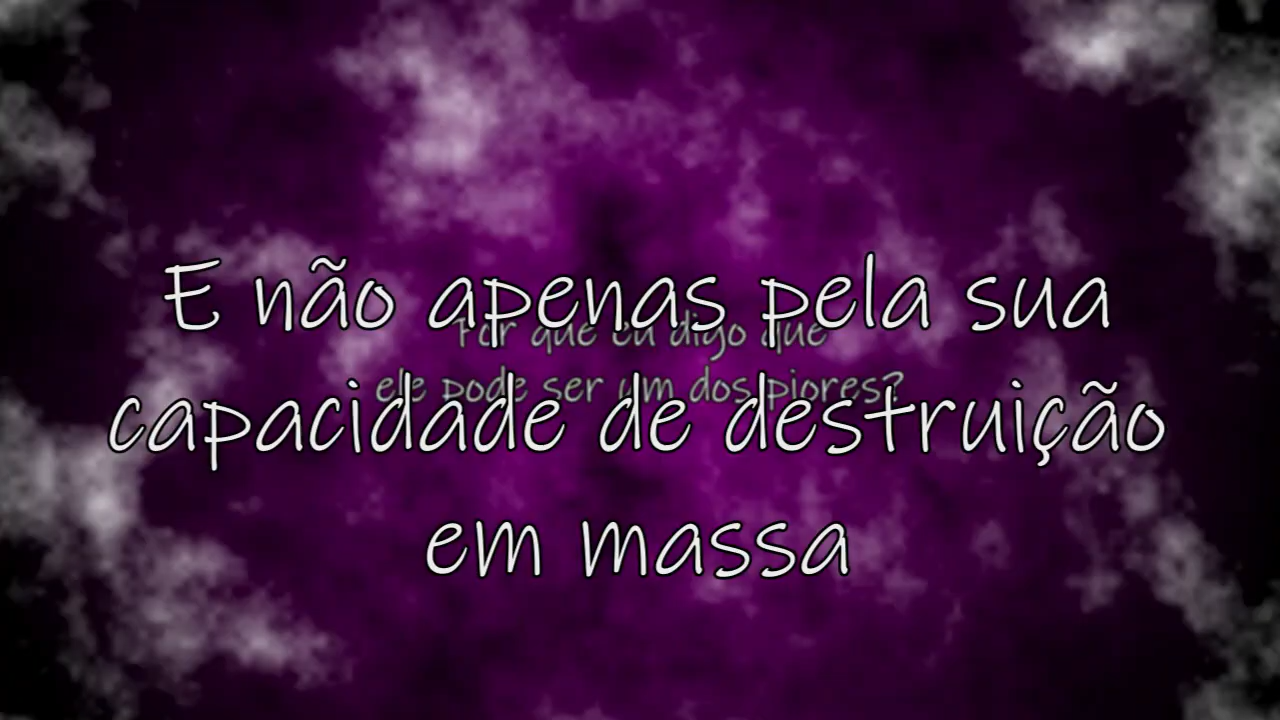 E não apenas pela sua
Por que eu digo que
ele pode ser um dos piores?
capacidade de destruição
em massa